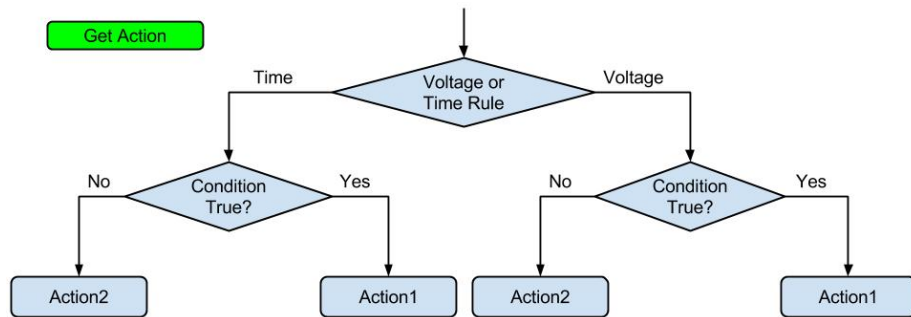 Get Action
Time
Voltage or
Time Rule
Voltage
No
Condition
True?
Yes
No
Condition
True?
Yes
Action2
Action1
Action2
Action1